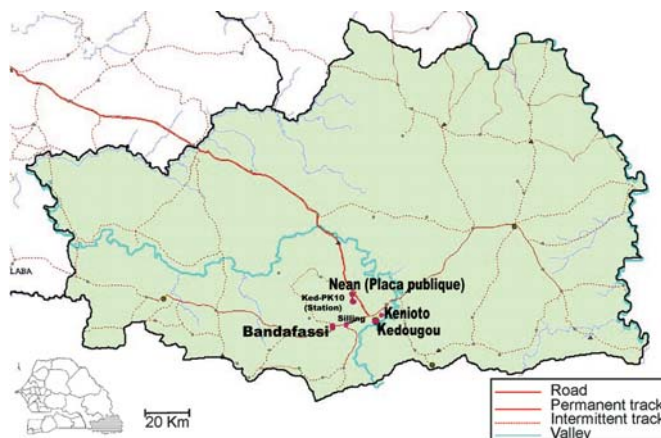 LABA
Nean (Placa publique)
Ked-PK10
(Station)
Silling
Kenioto
Kedougou
Bandafassi
20 Km
Road
Permanent track
Intermittent track
Valley